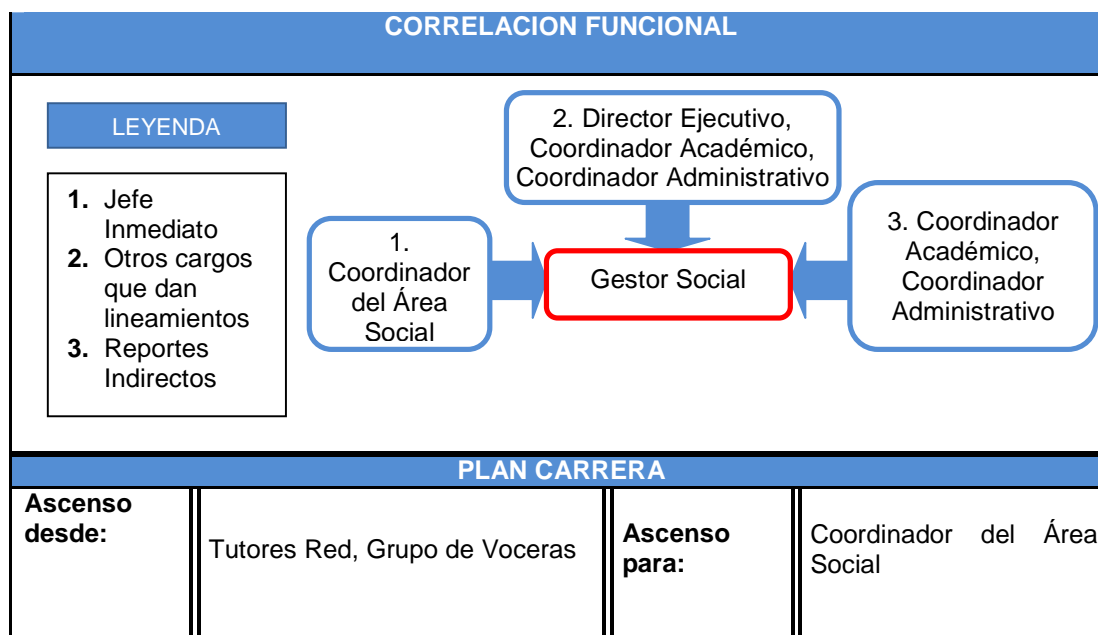 CORRELACION FUNCIONAL
LEYENDA
1. Jefe
Inmediato
2. Otros cargos
que dan
lineamientos
3. Reportes
Indirectos
2. Director Ejecutivo,
Coordinador Académico,
Coordinador Administrativo
1.
Coordinador
del Área
Social
Gestor Social
3. Coordinador
Académico,
Coordinador
Administrativo
PLAN CARRERA
Ascenso
desde:
Tutores Red, Grupo de Voceras
Ascenso
para:
Coordinador del Área
Social